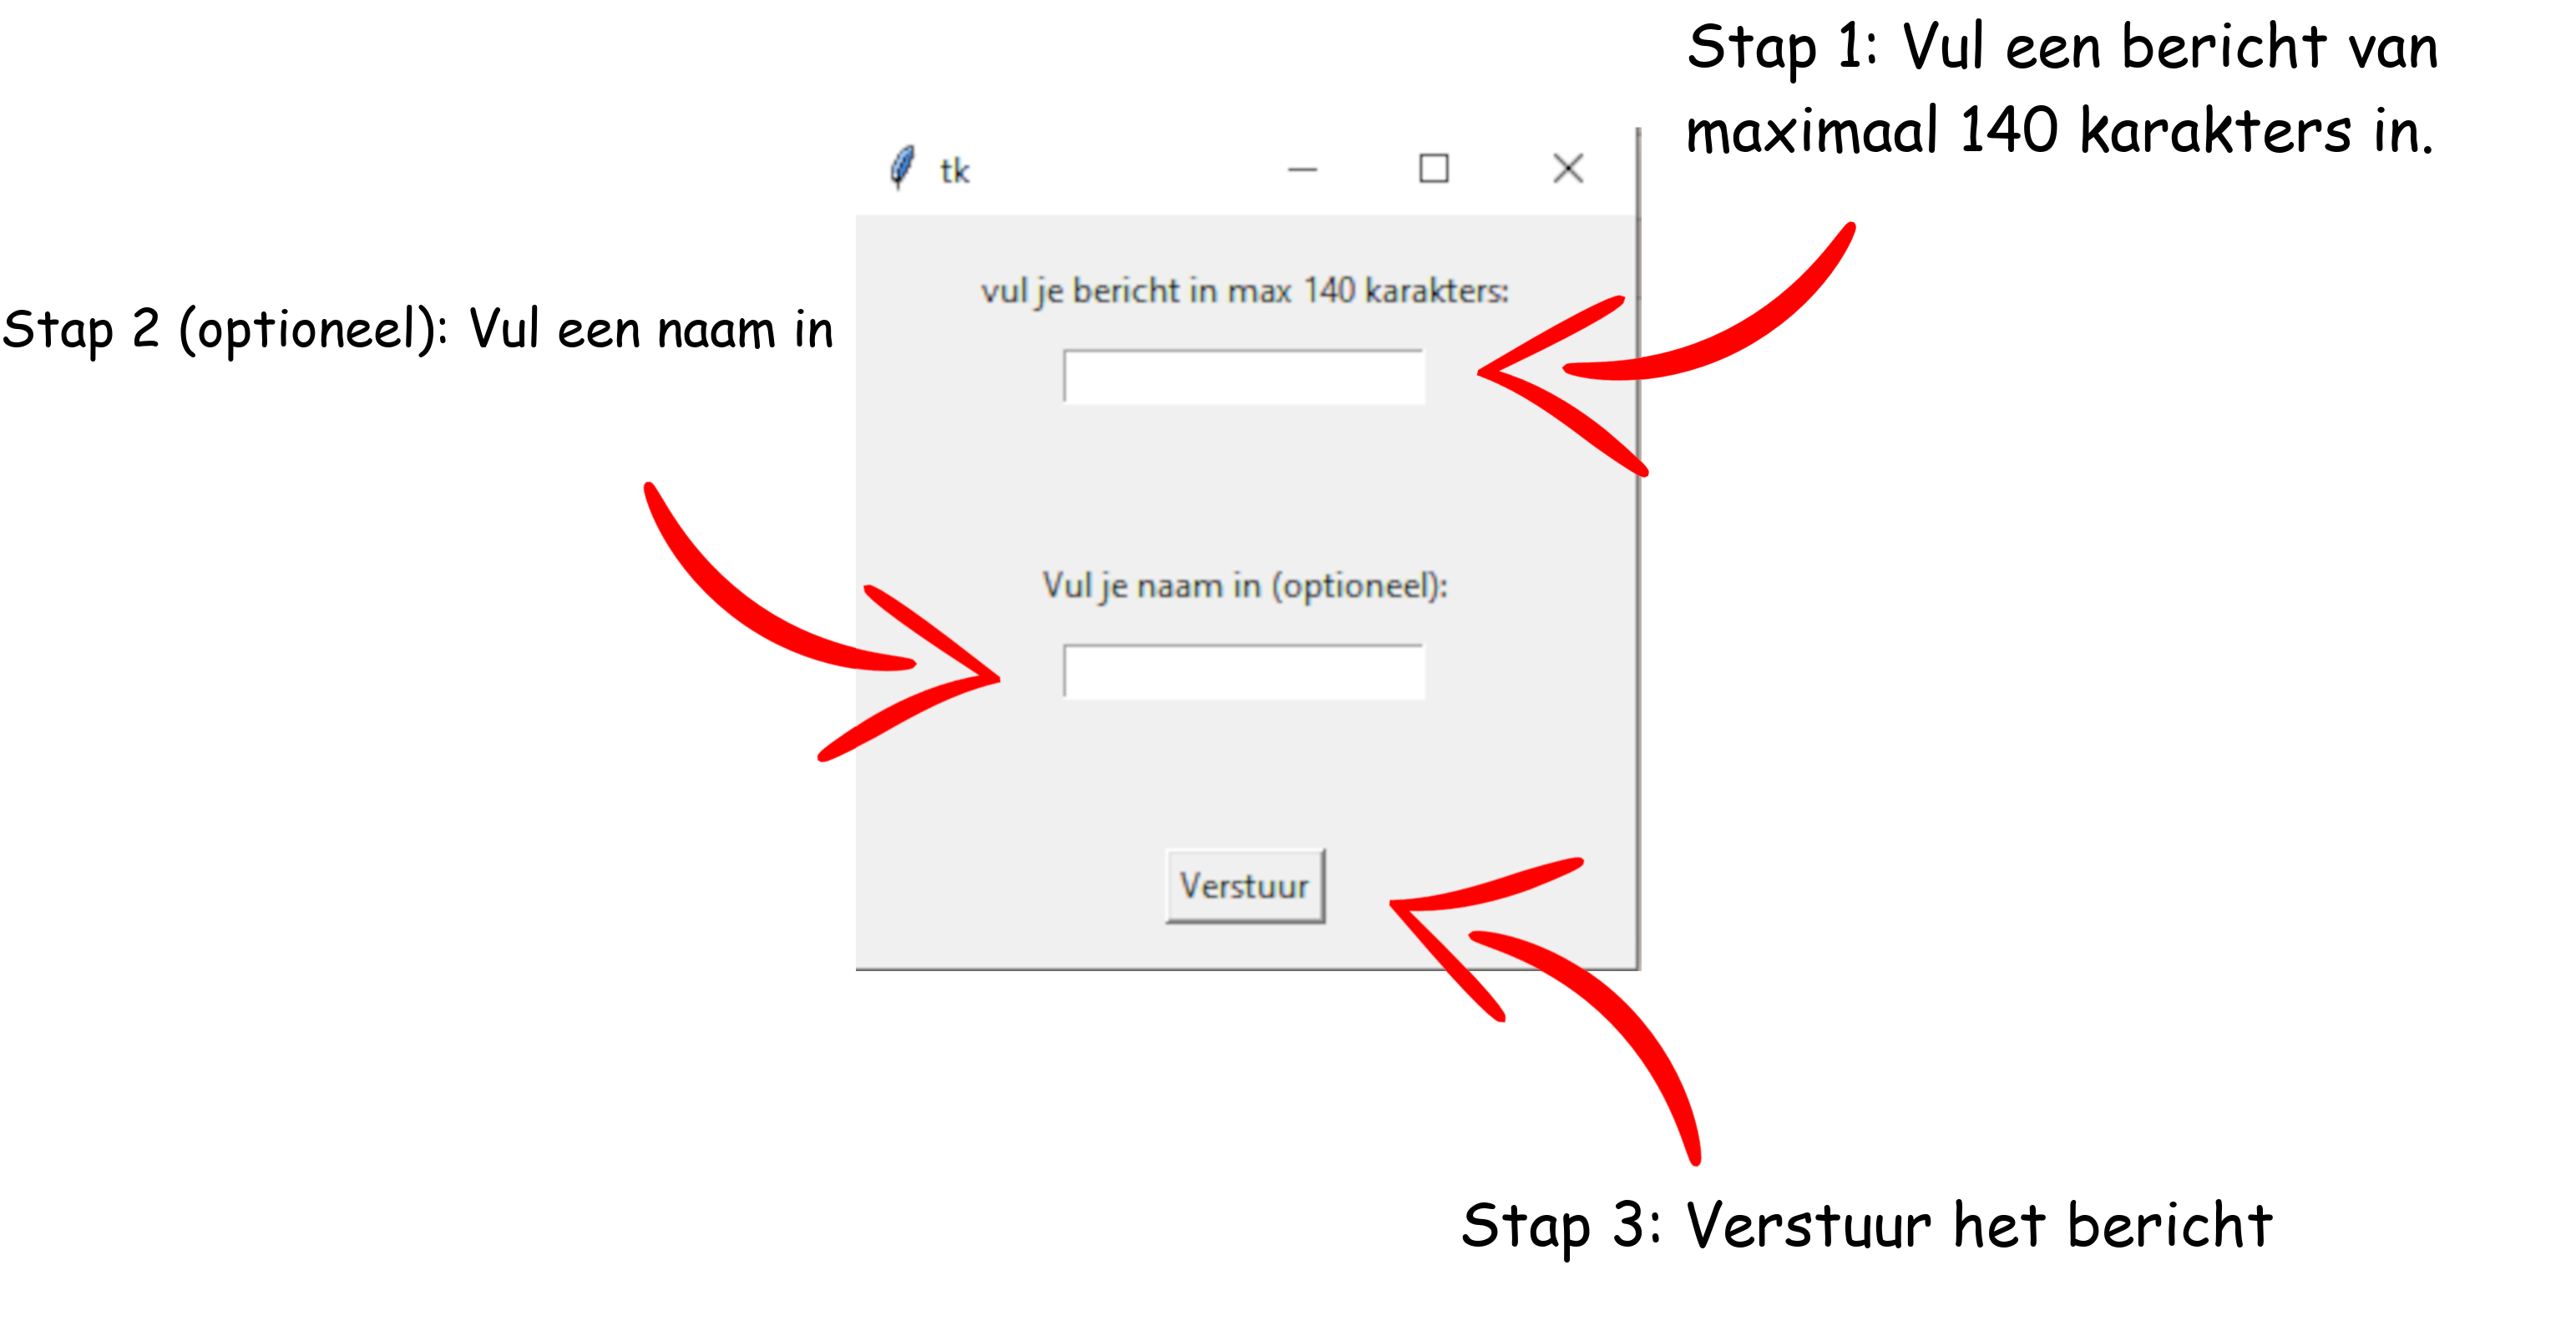 Stap 1: Vul een bericht van
maximaal 140 karakters in.
tk
vul je bericht in max 140 karakters:
Stap 2 (optioneel): Vul een naam in
Vul je naam in (optioneel):
Verstuur
Stap 3: Verstuur het bericht